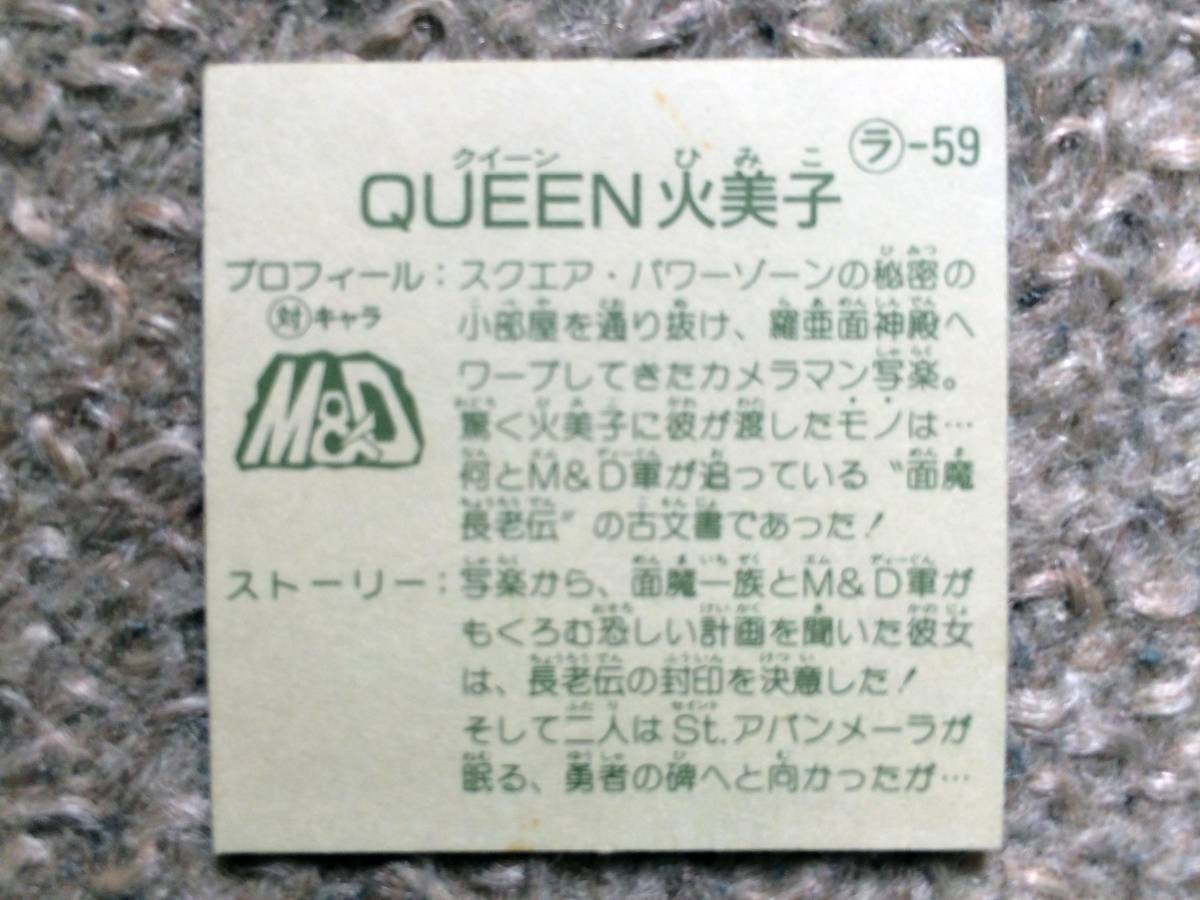 ㋶-59
QUEEN火美子
クイーン ひみこ
プロフィール：スクエア・パワーゾーンの秘密の
小部屋を通り抜け、羅亜面神殿へ
ワープしてきたカメラマン写楽。
驚く火美子に彼が渡したモノは…
何とM&D軍が追っている〝面魔
長老伝〟の古文書であった！
㊟キャラ
M&D
ストーリー：写楽から、面魔一族とM&D軍が
もくろむ恐しい計画を聞いた彼女
は、長老伝の封印を決意した！
そして二人はSt.アバンメーラが
眠る、勇者の碑へと向かったが…